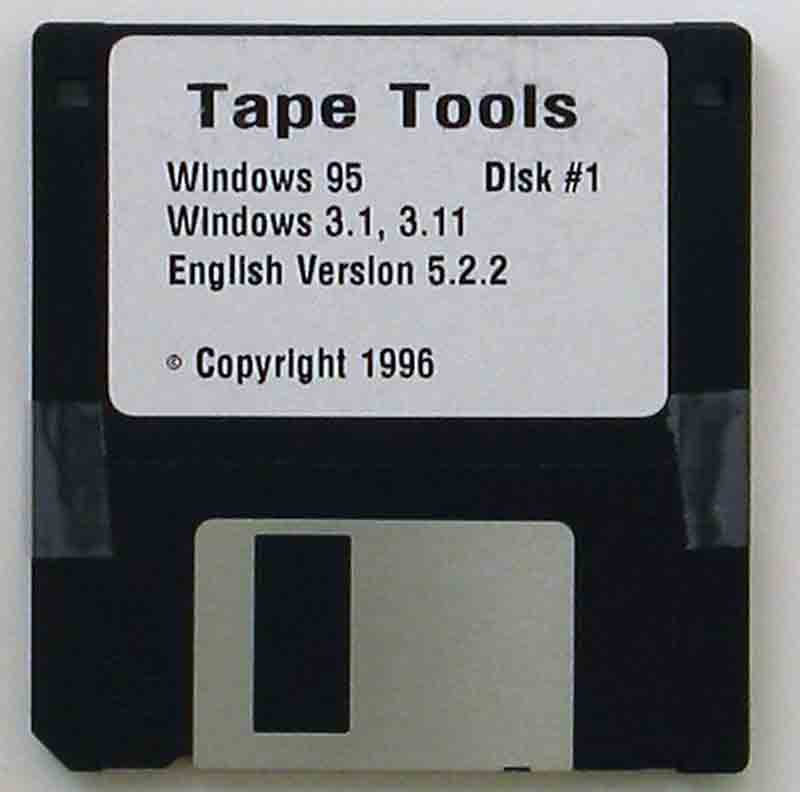 Tape Tools
Windows 95 Disk #1
Windows 3.1, 3.11
English Version 5.2.2
© Copyright 1996